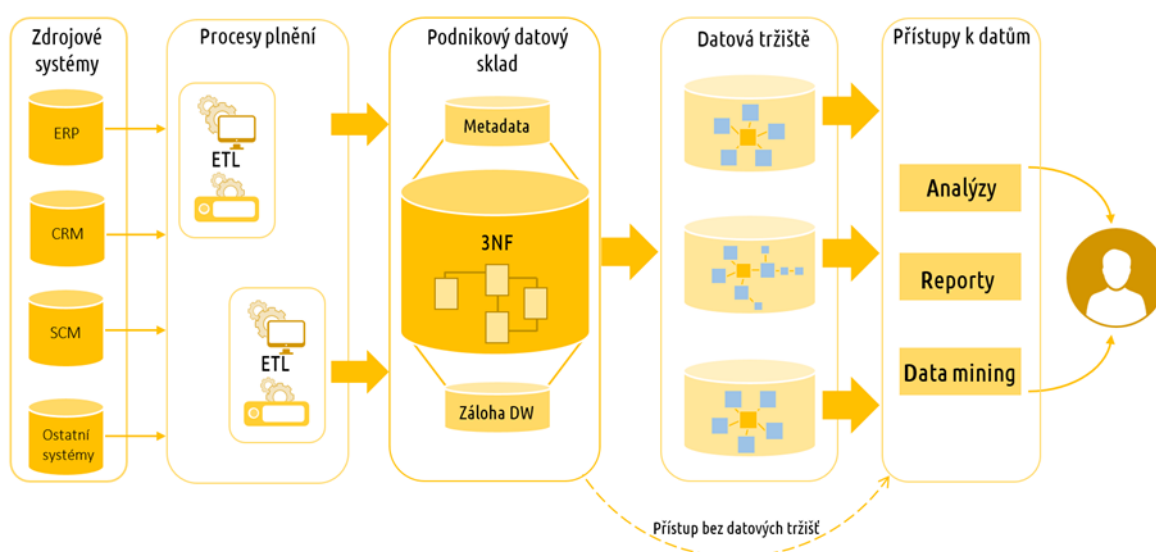 Zdrojové
systémy
ERP
CRM
SCM
Ostatní
systémy
Procesy plnění
ETL
ETL
Podnikový datový
sklad
Metadata
3NF
Záloha DW
Datová tržiště
Přístupy k datům
Analýzy
Reporty
Data mining
Přístup bez datových tržišť